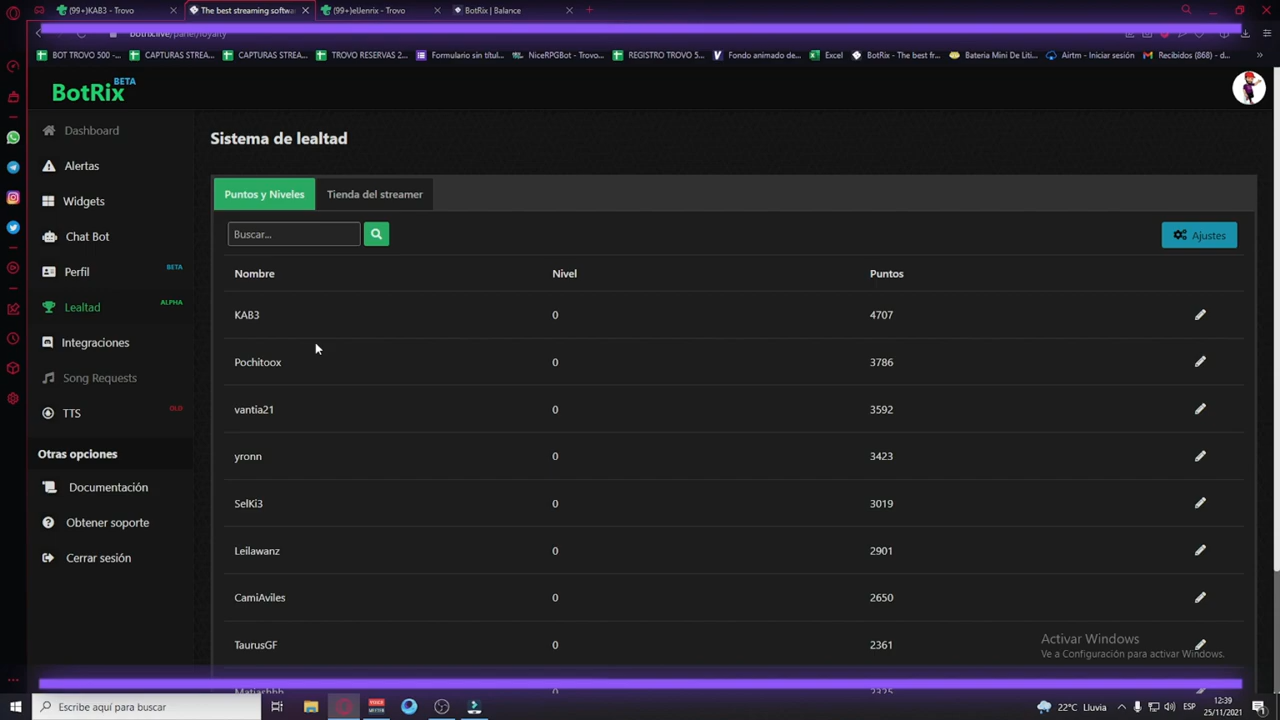 (99+)KAB3 - Trovo
The best streaming softwa
(99+)elJenrix - Trovo
BotRix | Balance
BOT TROVO 500 -...
CAPTURAS STREA...
CAPTURAS STREA...
TROVO RESERVAS 2...
Formulario sin títul...
NiceRPGBot - Trovo...
REGISTRO TROVO |...
Fondo animado de...
Excel
BotRix - The best fr...
Bateria Mini De Liti...
Airtm - Iniciar sesión
Recibidos (868) - d...
BotRix BETA
Dashboard
Alertas
Widgets
Chat Bot
Perfil BETA
Lealtad ALPHA
Integraciones
Song Requests
TTS OLD
Otras opciones
Documentación
Obtener soporte
Cerrar sesión
Sistema de lealtad
Puntos y Niveles Tienda del streamer
Buscar...
Ajustes
Nombre Nivel Puntos
KAB3 0 4707
Pochitoox 0 3786
vantia21 0 3592
yronn 0 3423
SelKi3 0 3019
Leilawanz 0 2901
CamiAviles 0 2650
TaurusGF 0 2361
Activar Windows
Ve a Configuración para activar Windows.
Escribe aquí para buscar
22°C Lluvia
ESP
12:39
25/11/2021